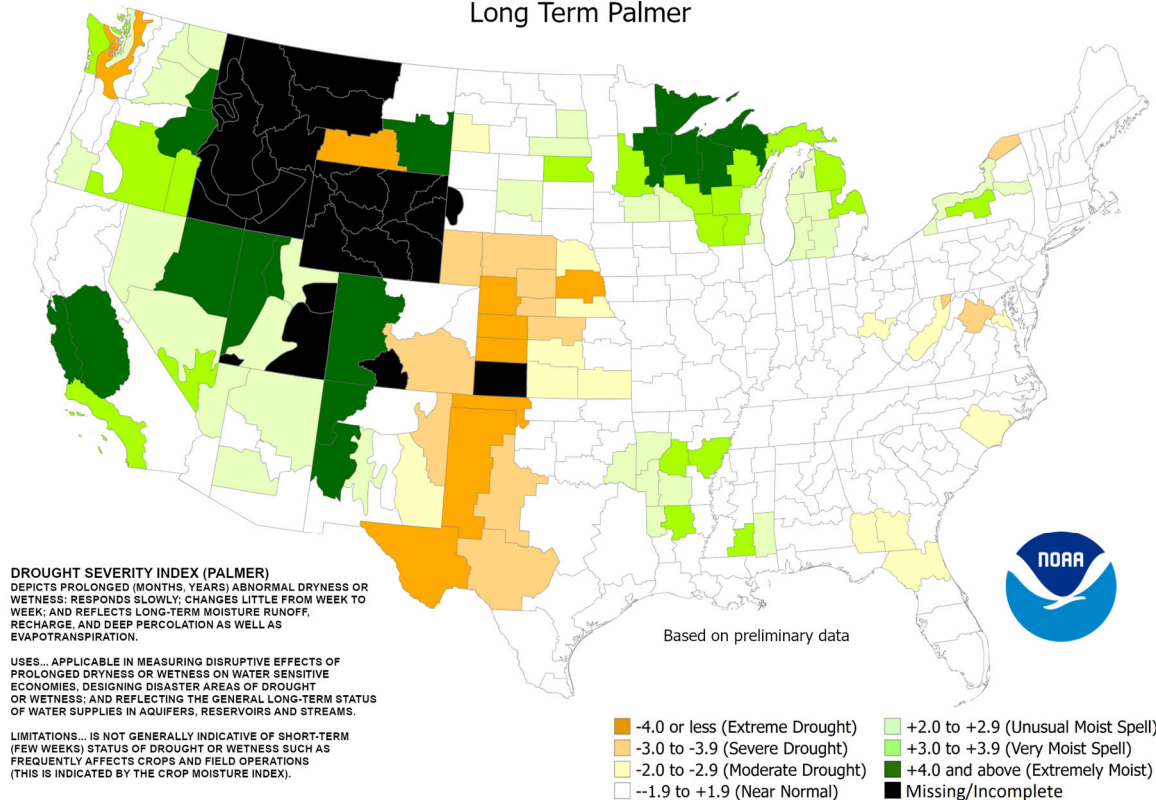 Long Term Palmer
DROUGHT SEVERITY INDEX (PALMER)
DEPICTS PROLONGED (MONTHS, YEARS) ABNORMAL DRYNESS OR
WETNESS: RESPONDS SLOWLY; CHANGES LITTLE FROM WEEK TO
WEEK; AND REFLECTS LONG-TERM MOISTURE RUNOFF,
RECHARGE, AND DEEP PERCOLATION AS WELL AS
EVAPOTRANSPIRATION.
USES... APPLICABLE IN MEASURING DISRUPTIVE EFFECTS OF
PROLONGED DRYNESS OR WETNESS ON WATER SENSITIVE
ECONOMIES, DESIGNING DISASTER AREAS OF DROUGHT
OR WETNESS; AND REFLECTING THE GENERAL LONG-TERM STATUS
OF WATER SUPPLIES IN AQUIFERS, RESERVOIRS AND STREAMS.
LIMITATIONS... IS NOT GENERALLY INDICATIVE OF SHORT-TERM
(FEW WEEKS) STATUS OF DROUGHT OR WETNESS SUCH AS
FREQUENTLY AFFECTS CROPS AND FIELD OPERATIONS
(THIS IS INDICATED BY THE CROP MOISTURE INDEX).
NOAA
Based on preliminary data
-4.0 or less (Extreme Drought)
-3.0 to -3.9 (Severe Drought)
-2.0 to -2.9 (Moderate Drought)
--1.9 to +1.9 (Near Normal)
+2.0 to +2.9 (Unusual Moist Spell)
+3.0 to +3.9 (Very Moist Spell)
+4.0 and above (Extremely Moist)
Missing/Incomplete